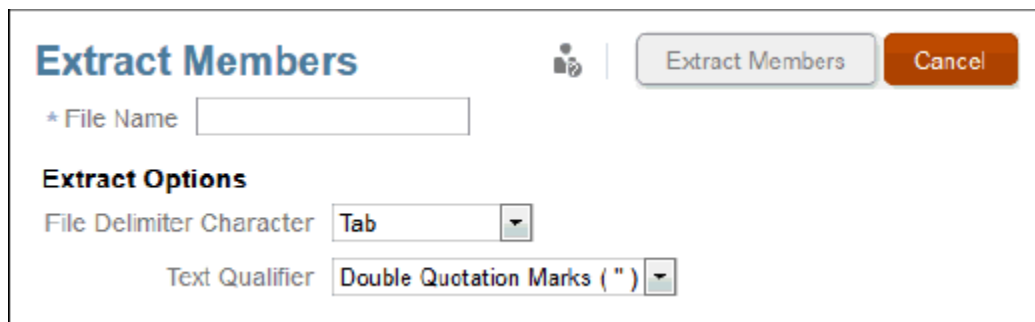 Extract Members Extract Members Cancel
* File Name
Extract Options
File Delimiter Character Tab
Text Qualifier Double Quotation Marks ( " )